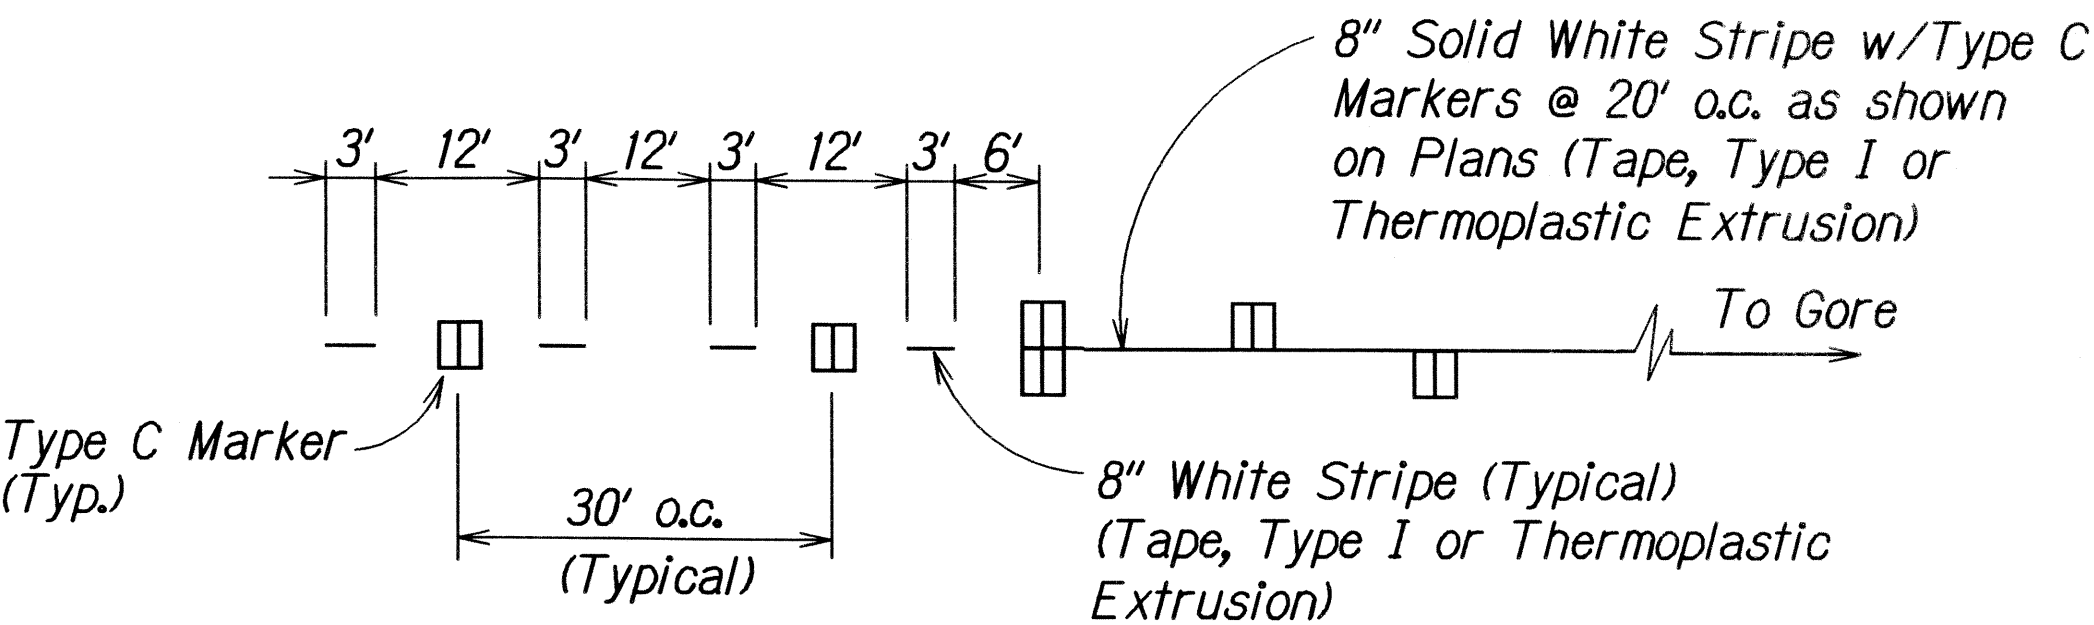 8" Solid White Stripe w/Type C
Markers @ 20' o.c. as shown
on Plans (Tape, Type I or
Thermoplastic Extrusion)
3' 12' 3' 12' 3' 12' 3' 6'
To Gore
Type C Marker
(Typ.)
30' o.c.
(Typical)
8" White Stripe (Typical)
(Tape, Type I or Thermoplastic
Extrusion)